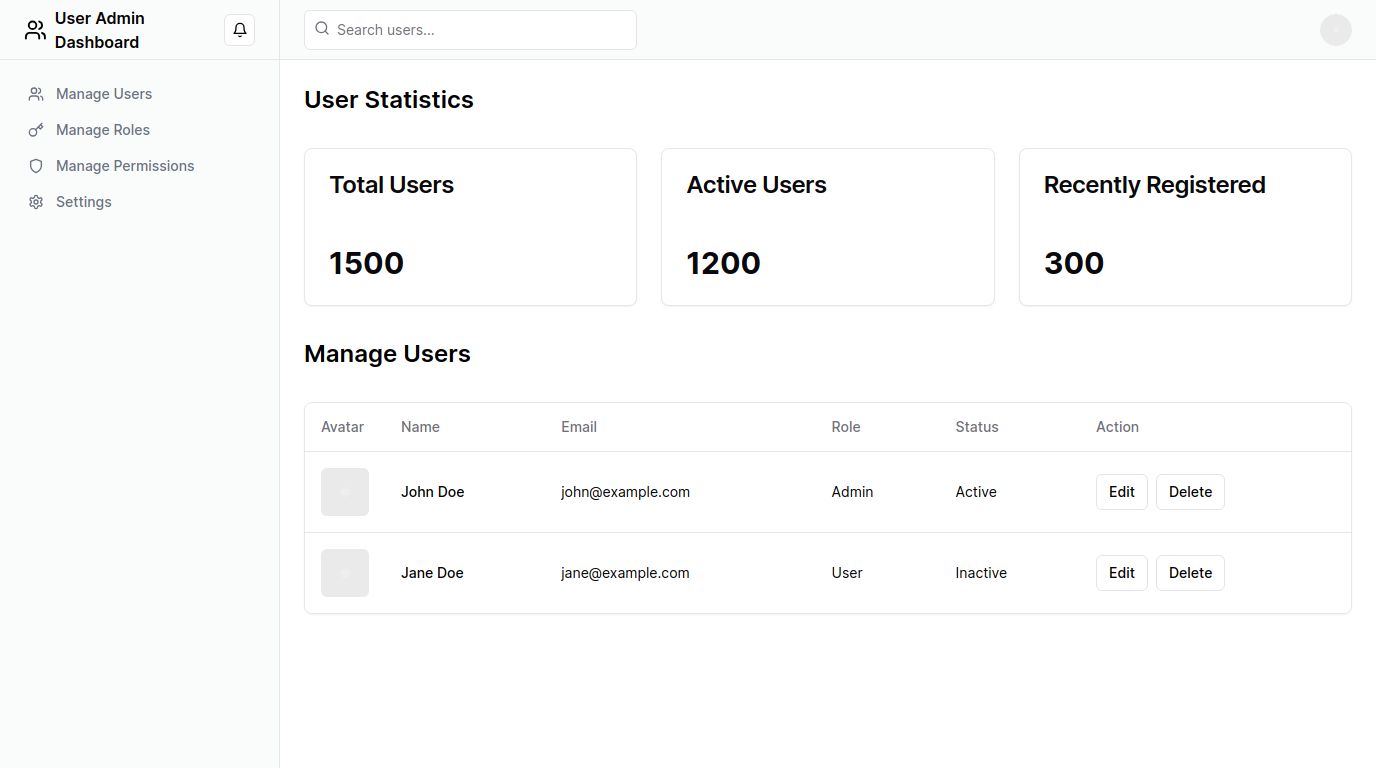 User Admin
Dashboard
Search users...
Manage Users
Manage Roles
Manage Permissions
Settings
User Statistics
Total Users
1500
Active Users
1200
Recently Registered
300
Manage Users
Avatar Name Email Role Status Action
John Doe john@example.com Admin Active Edit Delete
Jane Doe jane@example.com User Inactive Edit Delete